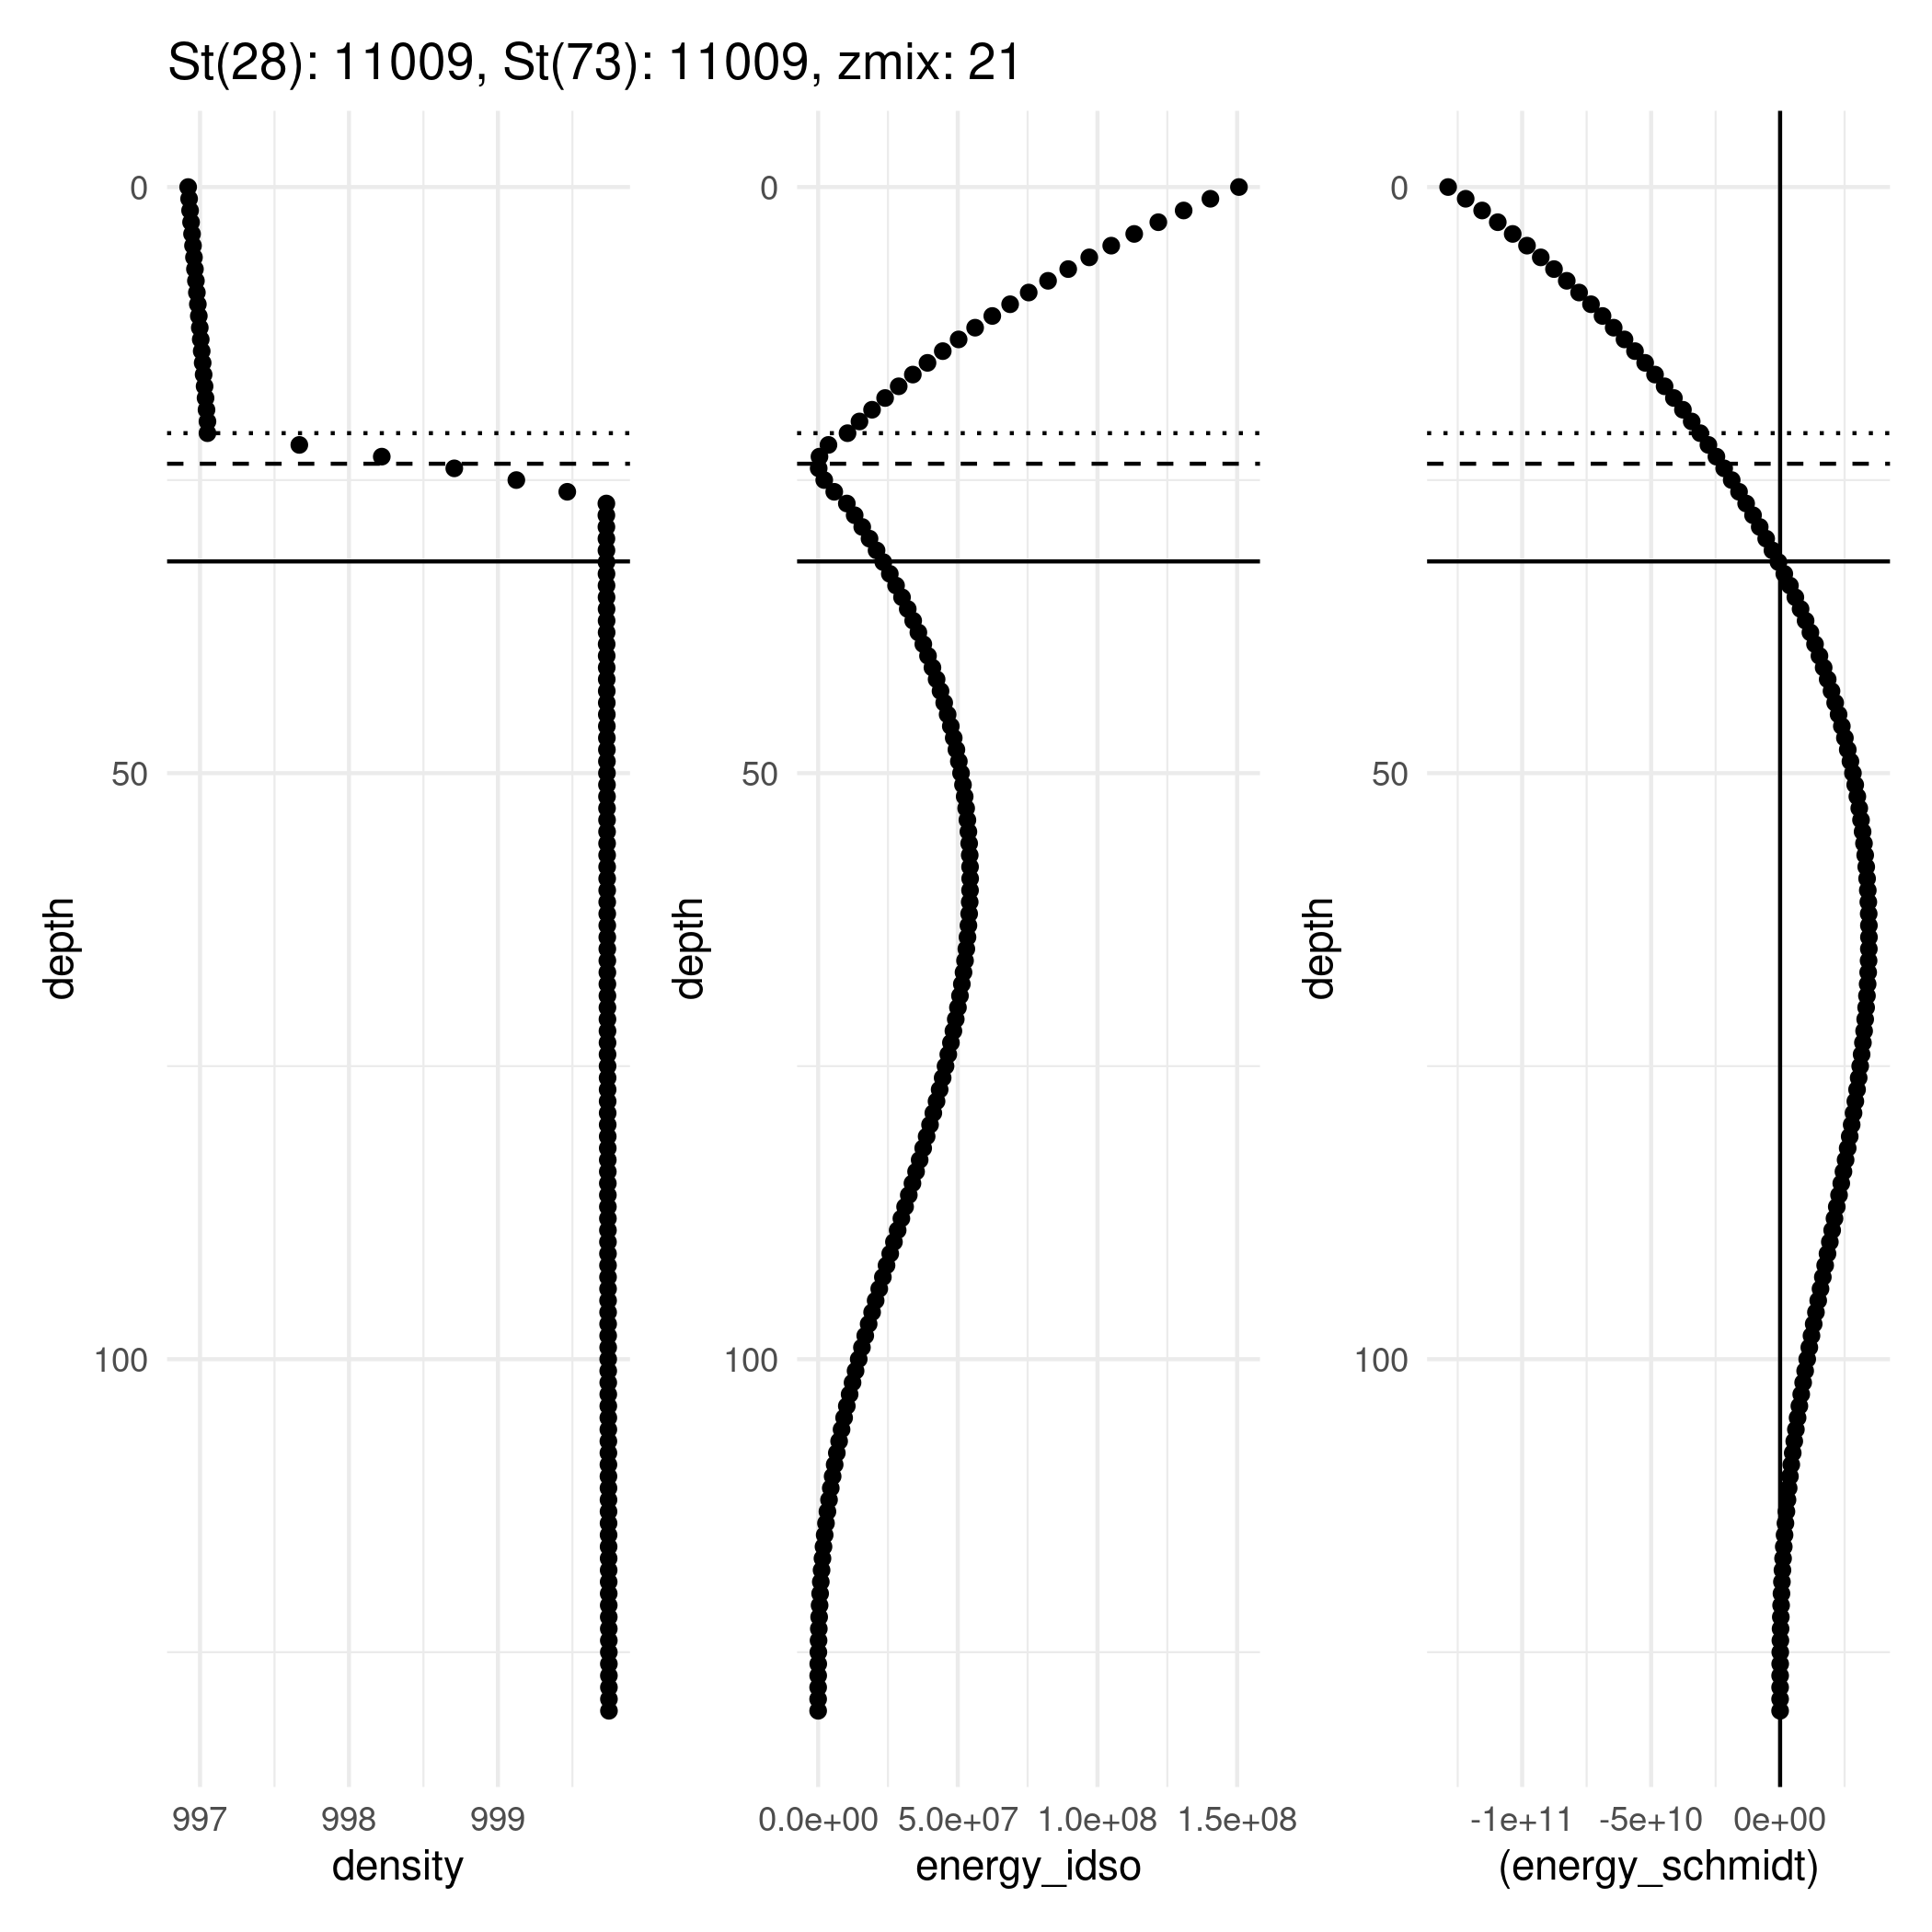 St(28): 11009, St(73): 11009, zmix: 21
0
50
100
depth
997 998 999
density
0
50
100
depth
0.0e+00 5.0e+07 1.0e+08 1.5e+08
energy_idso
0
50
100
depth
-1e+11 -5e+10 0e+00
(energy_schmidt)